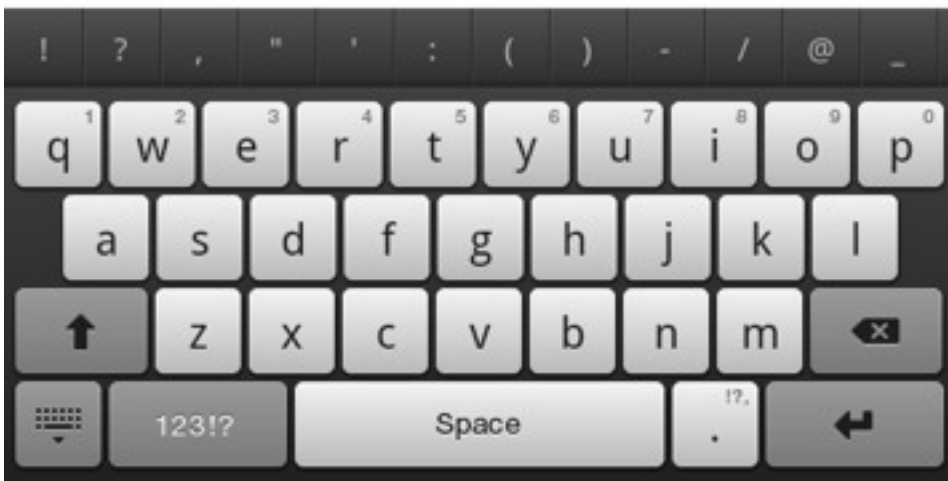 ! ? , " ' : ( ) - / @ _
1 2 3 4 5 6 7 8 9 0
q w e r t y u i o p
a s d f g h j k l
z x c v b n m
!?,
123!? Space .